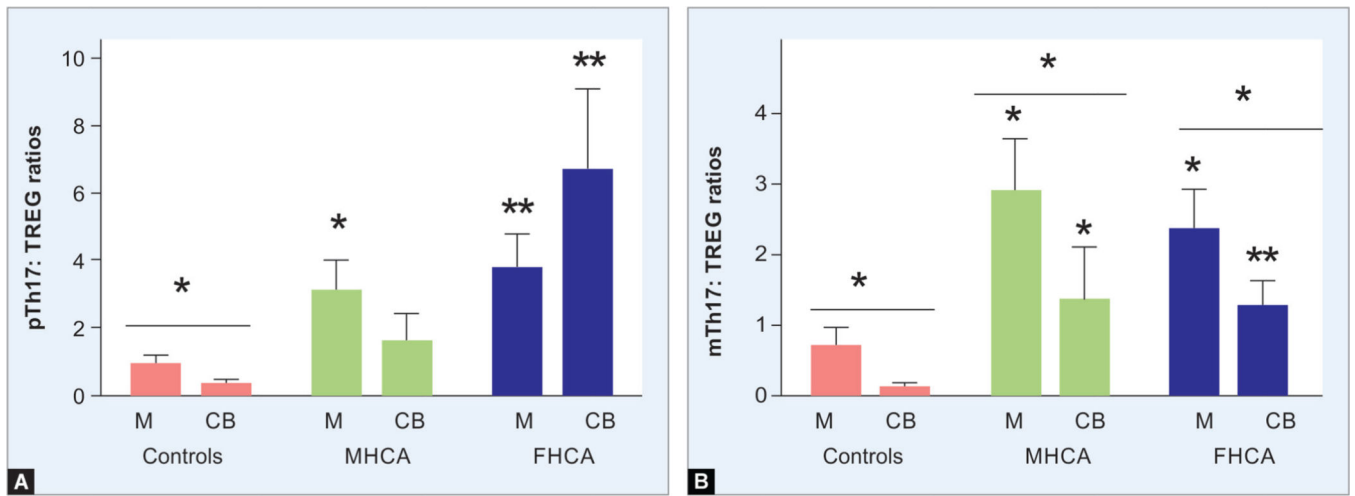 pTh17: TREG ratios
10
8
6
4
2
0
*
*
**
**
M CB M CB M CB
Controls MHCA FHCA
A
mTh17: TREG ratios
4
3
2
1
0
*
*
*
*
*
*
**
M CB M CB M CB
Controls MHCA FHCA
B